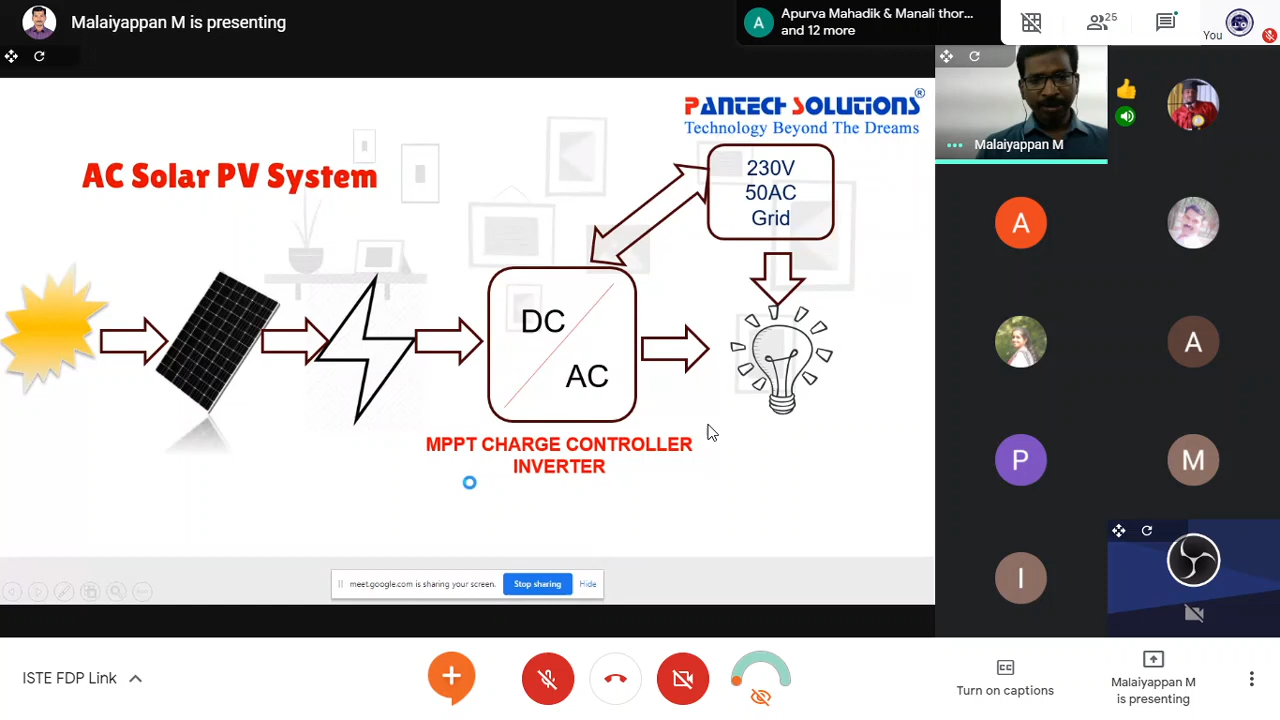 Malaiyappan M is presenting
Apurva Mahadik & Manali thor...
and 12 more
25
You
PANTECH SOLUTIONS®
Technology Beyond The Dreams
Malaiyappan M
AC Solar PV System
230V
50AC
Grid
DC
AC
MPPT CHARGE CONTROLLER
INVERTER
A
A
A
P
M
I
meet.google.com is sharing your screen.
Stop sharing
Hide
ISTE FDP Link
Turn on captions
Malaiyappan M
is presenting